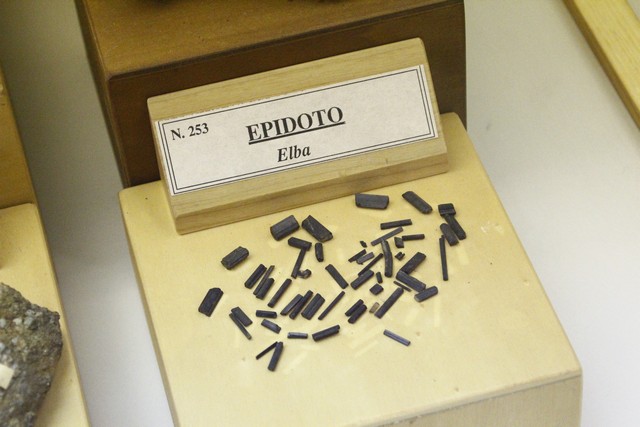 N. 253
EPIDOTO
Elba